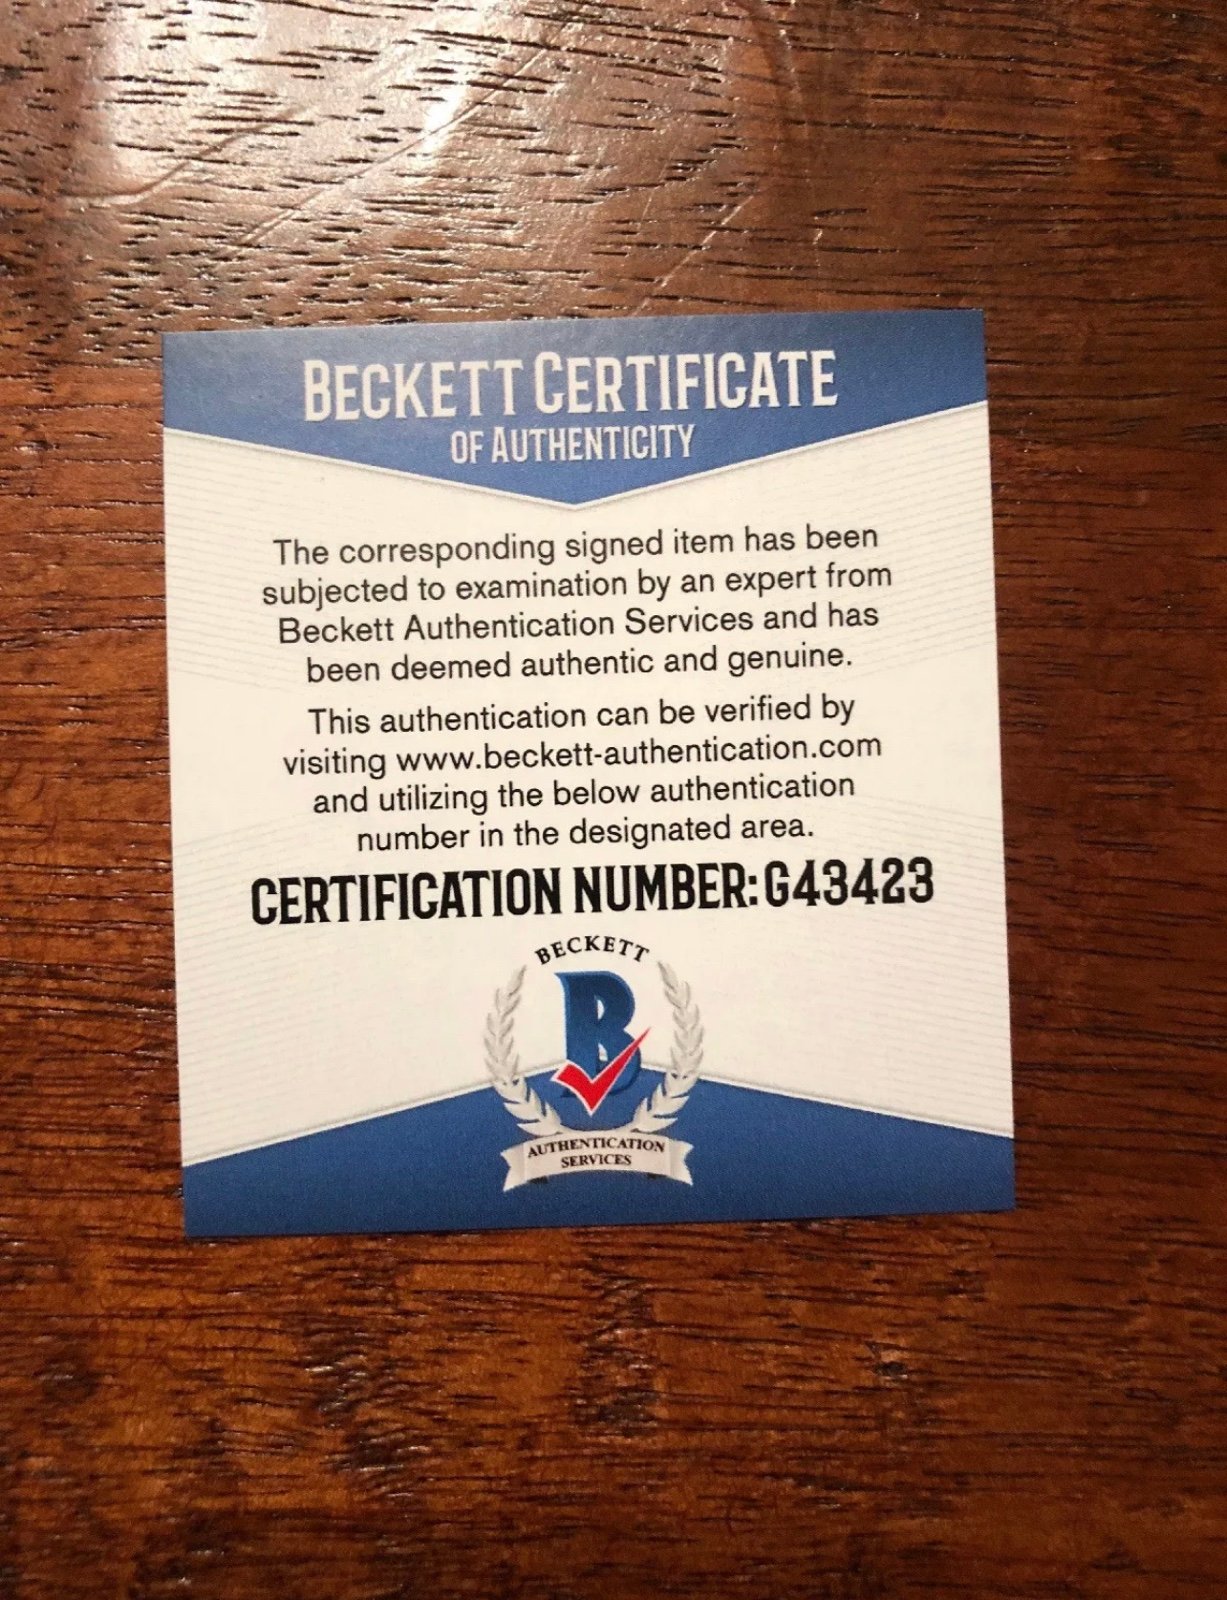 BECKETT CERTIFICATE
OF AUTHENTICITY
The corresponding signed item has been
subjected to examination by an expert from
Beckett Authentication Services and has
been deemed authentic and genuine.
This authentication can be verified by
visiting www.beckett-authentication.com
and utilizing the below authentication
number in the designated area.
CERTIFICATION NUMBER:G43423
BECKETT
B
AUTHENTICATION
SERVICES